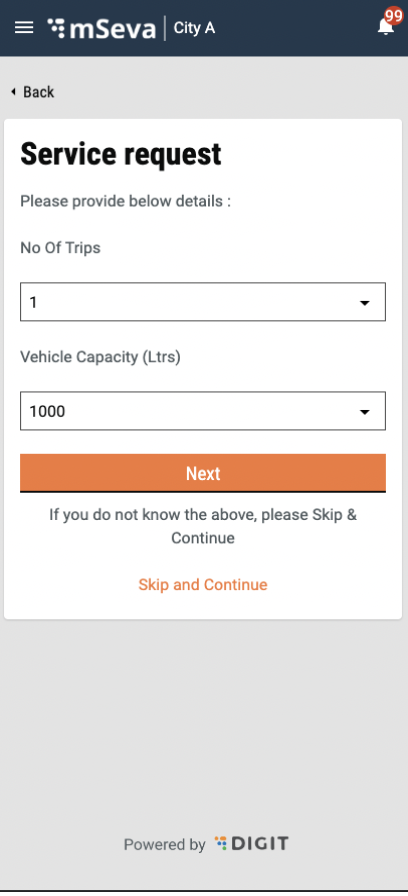 mSeva City A 99
Back
Service request
Please provide below details :
No Of Trips
1
Vehicle Capacity (Ltrs)
1000
Next
If you do not know the above, please Skip &
Continue
Skip and Continue
Powered by DIGIT